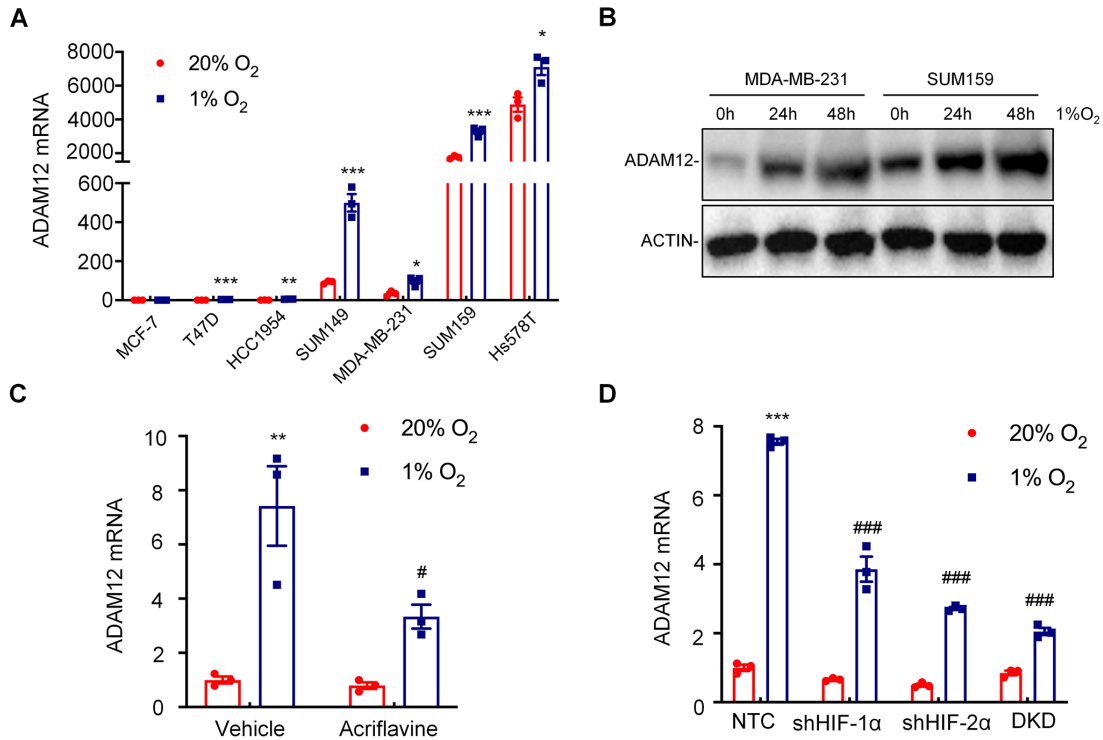 A
ADAM12 mRNA
8000
6000
4000
2000
600
400
200
0
20% O2
1% O2
***
**
***
*
***
*
MCF-7
T47D
HCC1954
SUM149
MDA-MB-231
SUM159
Hs578T
B
MDA-MB-231 SUM159
0h 24h 48h 0h 24h 48h 1%O2
ADAM12-
ACTIN-
C
ADAM12 mRNA
10
8
6
4
2
0
20% O2
1% O2
**
#
Vehicle Acriflavine
D
ADAM12 mRNA
8
6
4
2
0
20% O2
1% O2
***
###
###
###
NTC shHIF-1α shHIF-2α DKD